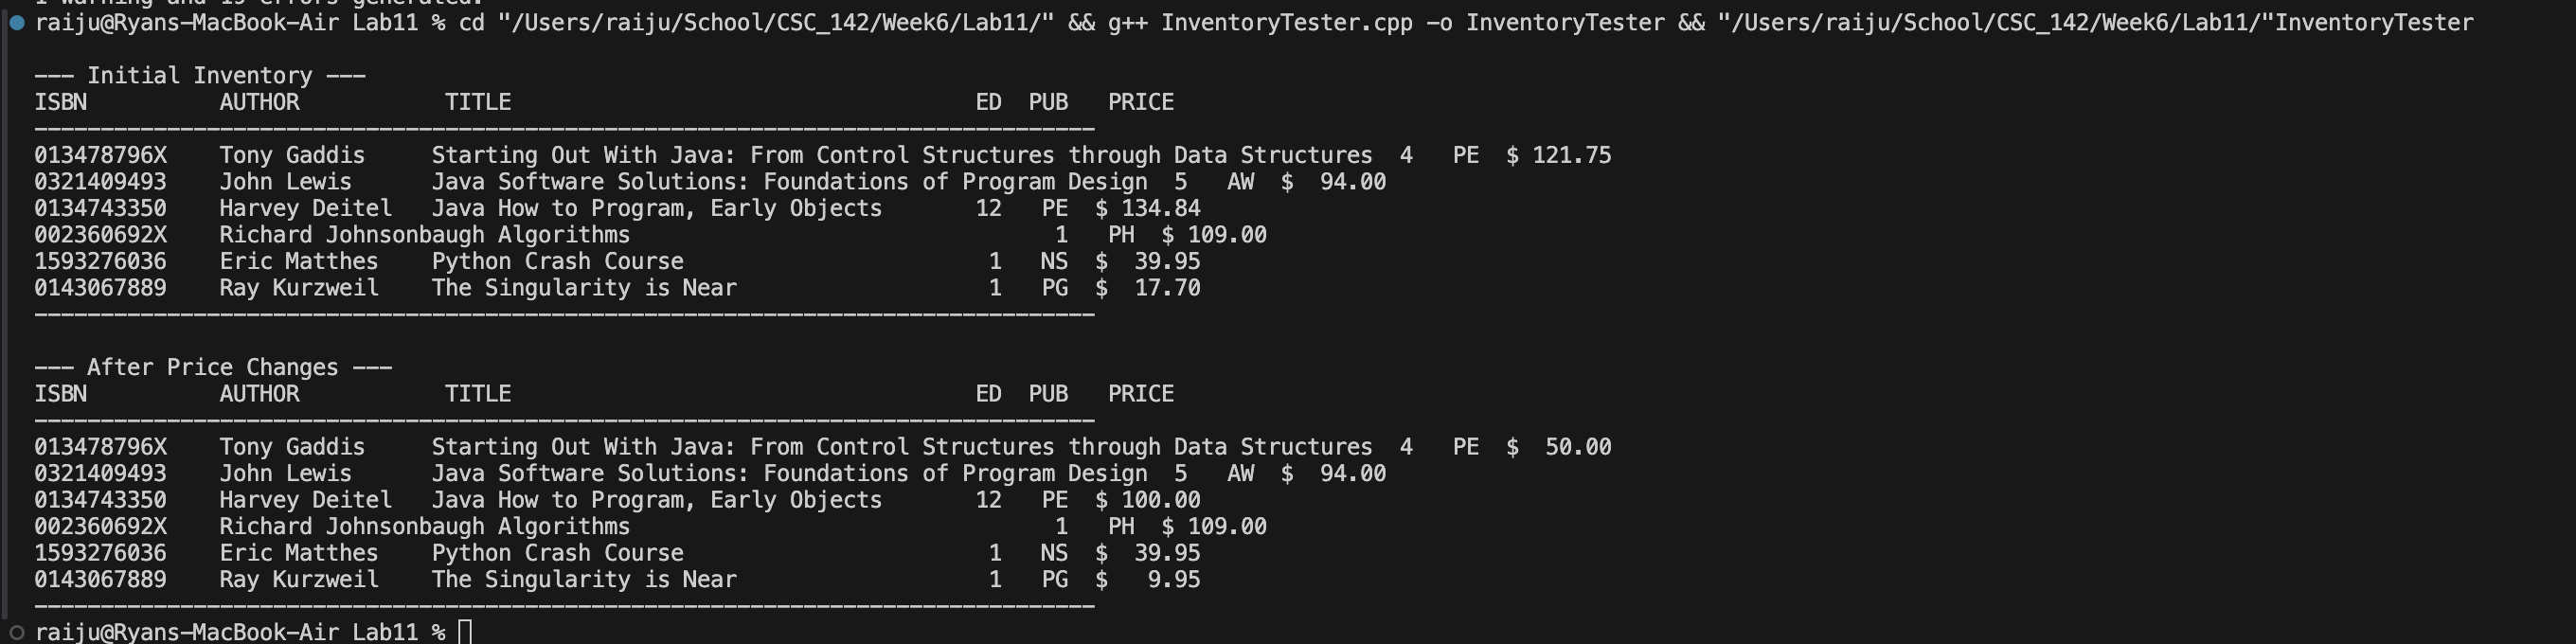 1 warning and 19 errors generated.
raiju@Ryans-MacBook-Air Lab11 % cd "/Users/raiju/School/CSC_142/Week6/Lab11/" && g++ InventoryTester.cpp -o InventoryTester && "/Users/raiju/School/CSC_142/Week6/Lab11/"InventoryTester
--- Initial Inventory ---
ISBN          AUTHOR           TITLE                                   ED  PUB   PRICE
--------------------------------------------------------------------------------
013478796X    Tony Gaddis     Starting Out With Java: From Control Structures through Data Structures  4   PE  $ 121.75
0321409493    John Lewis      Java Software Solutions: Foundations of Program Design  5   AW  $  94.00
0134743350    Harvey Deitel   Java How to Program, Early Objects       12   PE  $ 134.84
002360692X    Richard Johnsonbaugh Algorithms                                1   PH  $ 109.00
1593276036    Eric Matthes    Python Crash Course                       1   NS  $  39.95
0143067889    Ray Kurzweil    The Singularity is Near                   1   PG  $  17.70
--------------------------------------------------------------------------------
--- After Price Changes ---
ISBN          AUTHOR           TITLE                                   ED  PUB   PRICE
--------------------------------------------------------------------------------
013478796X    Tony Gaddis     Starting Out With Java: From Control Structures through Data Structures  4   PE  $  50.00
0321409493    John Lewis      Java Software Solutions: Foundations of Program Design  5   AW  $  94.00
0134743350    Harvey Deitel   Java How to Program, Early Objects       12   PE  $ 100.00
002360692X    Richard Johnsonbaugh Algorithms                                1   PH  $ 109.00
1593276036    Eric Matthes    Python Crash Course                       1   NS  $  39.95
0143067889    Ray Kurzweil    The Singularity is Near                   1   PG  $   9.95
--------------------------------------------------------------------------------
raiju@Ryans-MacBook-Air Lab11 %